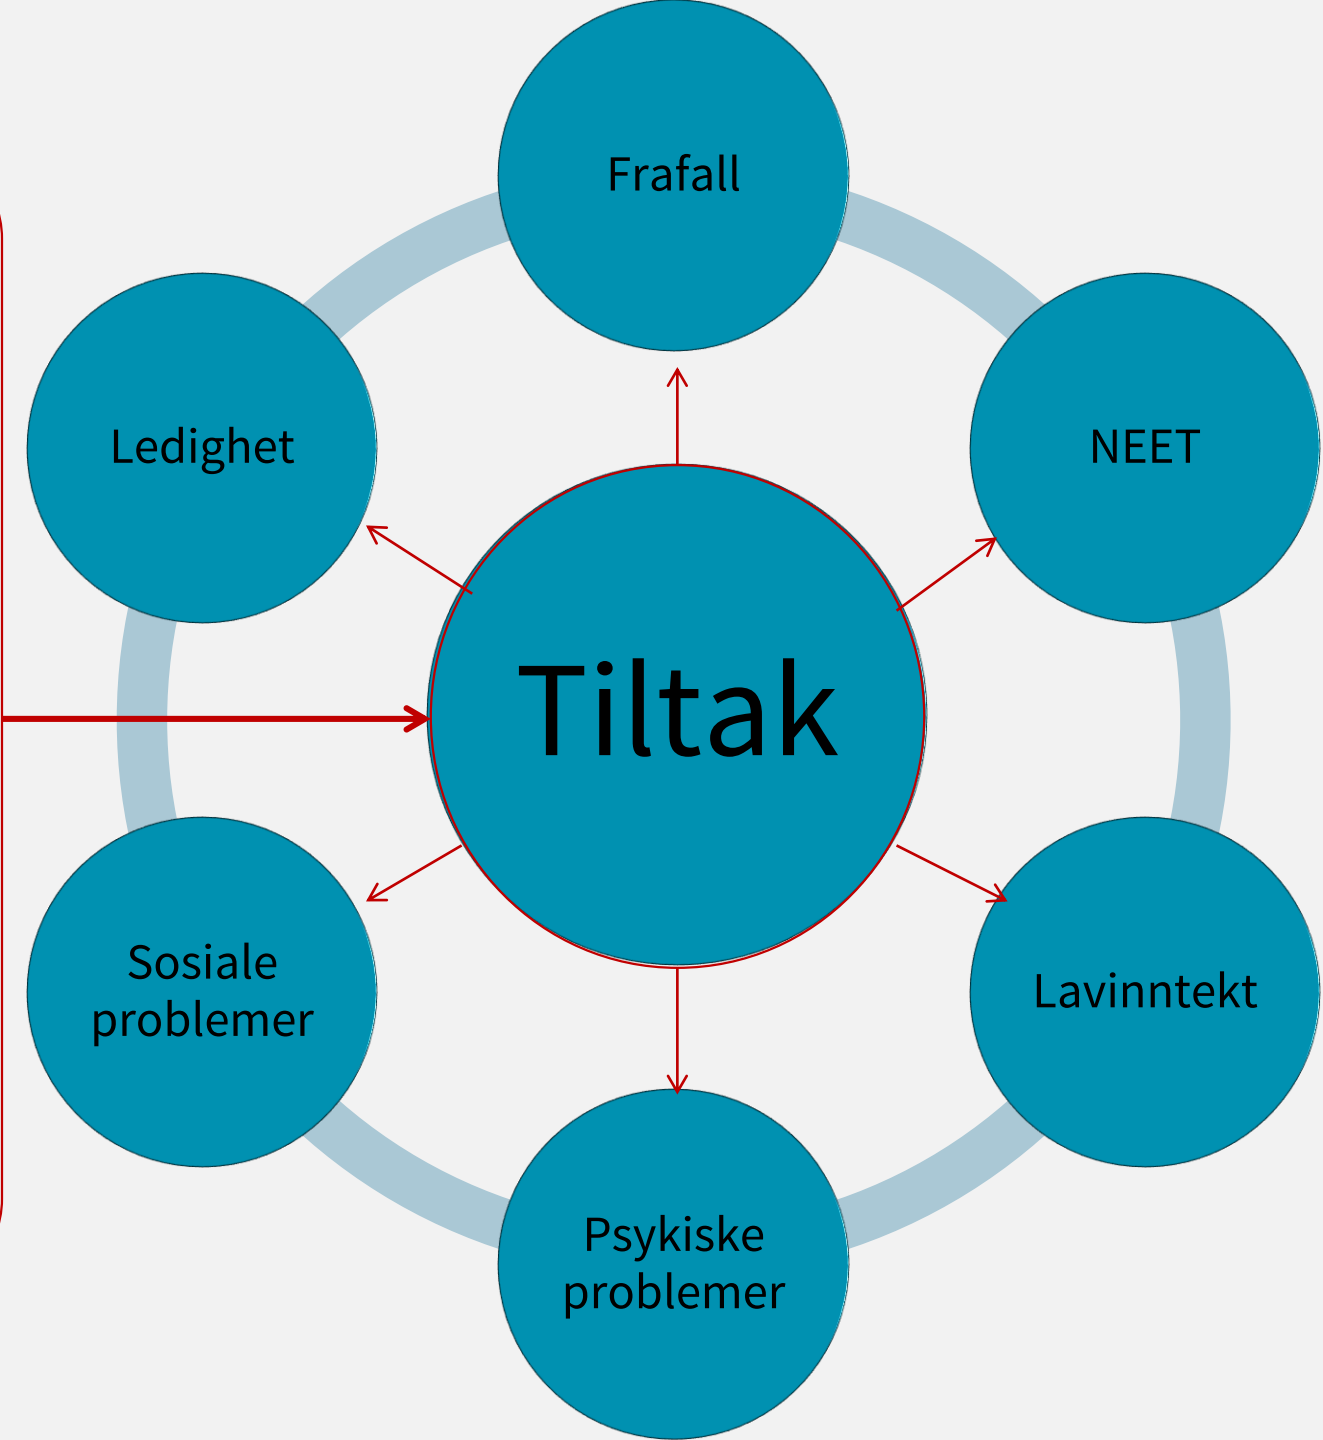 Frafall
Ledighet
NEET
Tiltak
Sosiale
problemer
Lavinntekt
Psykiske
problemer